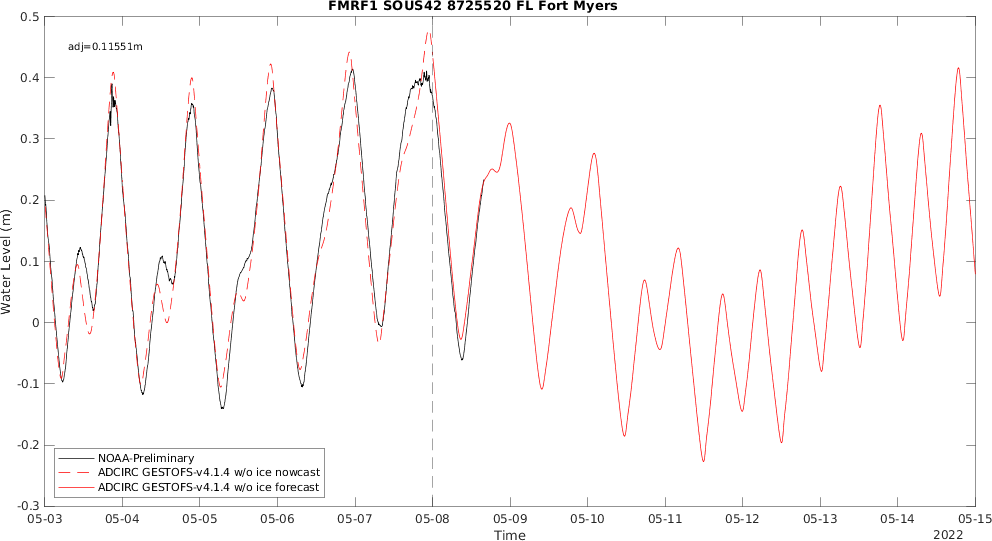 FMRF1 SOUS42 8725520 FL Fort Myers
0.5
adj=0.11551m
0.4
0.3
0.2
0.1
0
-0.1
-0.2
-0.3
Water Level (m)
NOAA-Preliminary
ADCIRC GESTOFS-v4.1.4 w/o ice nowcast
ADCIRC GESTOFS-v4.1.4 w/o ice forecast
05-03 05-04 05-05 05-06 05-07 05-08 05-09 05-10 05-11 05-12 05-13 05-14 05-15
Time
2022